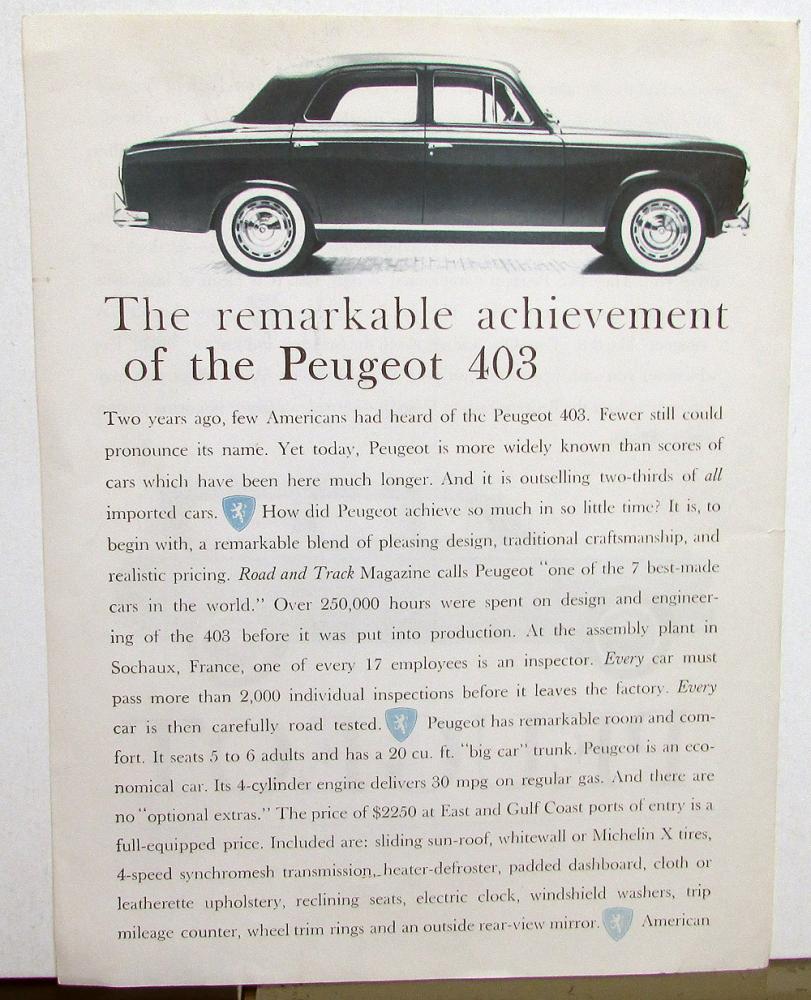 The remarkable achievement
of the Peugeot 403
Two years ago, few Americans had heard of the Peugeot 403. Fewer still could
pronounce its name. Yet today, Peugeot is more widely known than scores of
cars which have been here much longer. And it is outselling two-thirds of all
imported cars. How did Peugeot achieve so much in so little time? It is, to
begin with, a remarkable blend of pleasing design, traditional craftsmanship, and
realistic pricing. Road and Track Magazine calls Peugeot "one of the 7 best-made
cars in the world." Over 250,000 hours were spent on design and engineer-
ing of the 403 before it was put into production. At the assembly plant in
Sochaux, France, one of every 17 employees is an inspector. Every car must
pass more than 2,000 individual inspections before it leaves the factory. Every
car is then carefully road tested. Peugeot has remarkable room and com-
fort. It seats 5 to 6 adults and has a 20 cu. ft. "big car" trunk. Peugeot is an eco-
nomical car. Its 4-cylinder engine delivers 30 mpg on regular gas. And there are
no "optional extras." The price of $2250 at East and Gulf Coast ports of entry is a
full-equipped price. Included are: sliding sun-roof, whitewall or Michelin X tires,
4-speed synchromesh transmission, heater-defroster, padded dashboard, cloth or
leatherette upholstery, reclining seats, electric clock, windshield washers, trip
mileage counter, wheel trim rings and an outside rear-view mirror. American